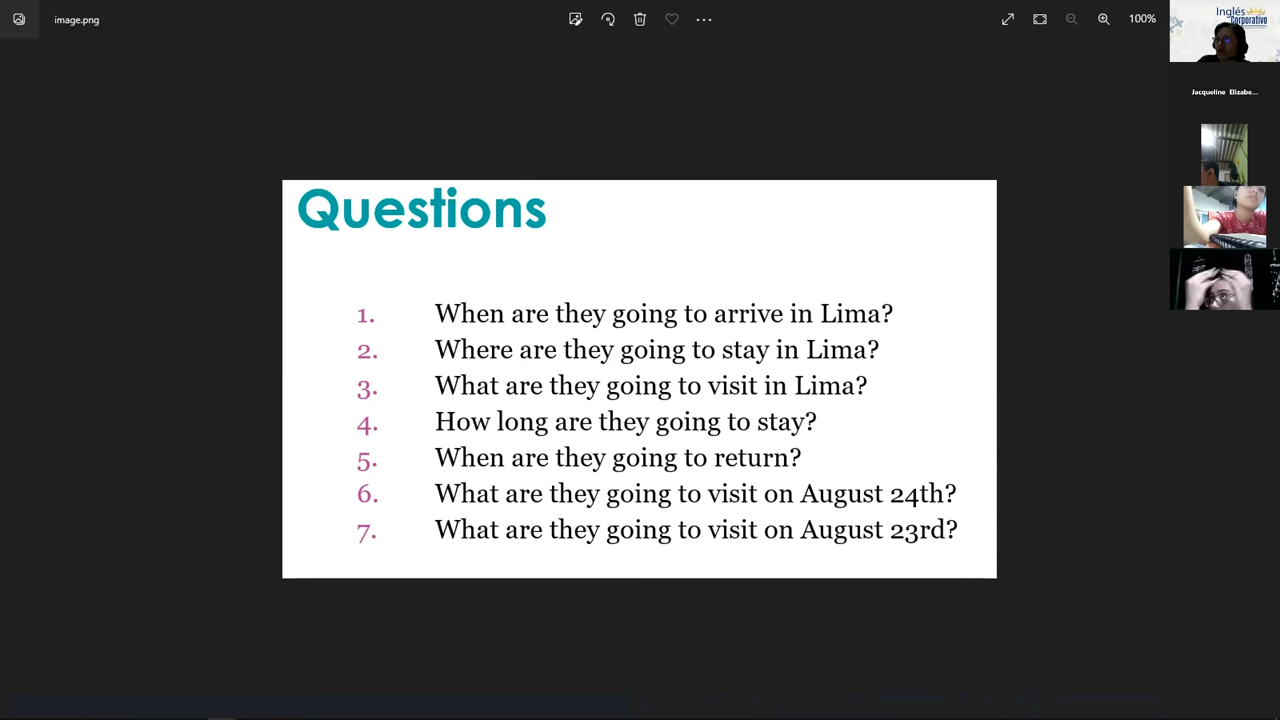 image.png
100%
Inglés
Corporativo
Jacqueline Elizabe...
Questions
1. When are they going to arrive in Lima?
2. Where are they going to stay in Lima?
3. What are they going to visit in Lima?
4. How long are they going to stay?
5. When are they going to return?
6. What are they going to visit on August 24th?
7. What are they going to visit on August 23rd?